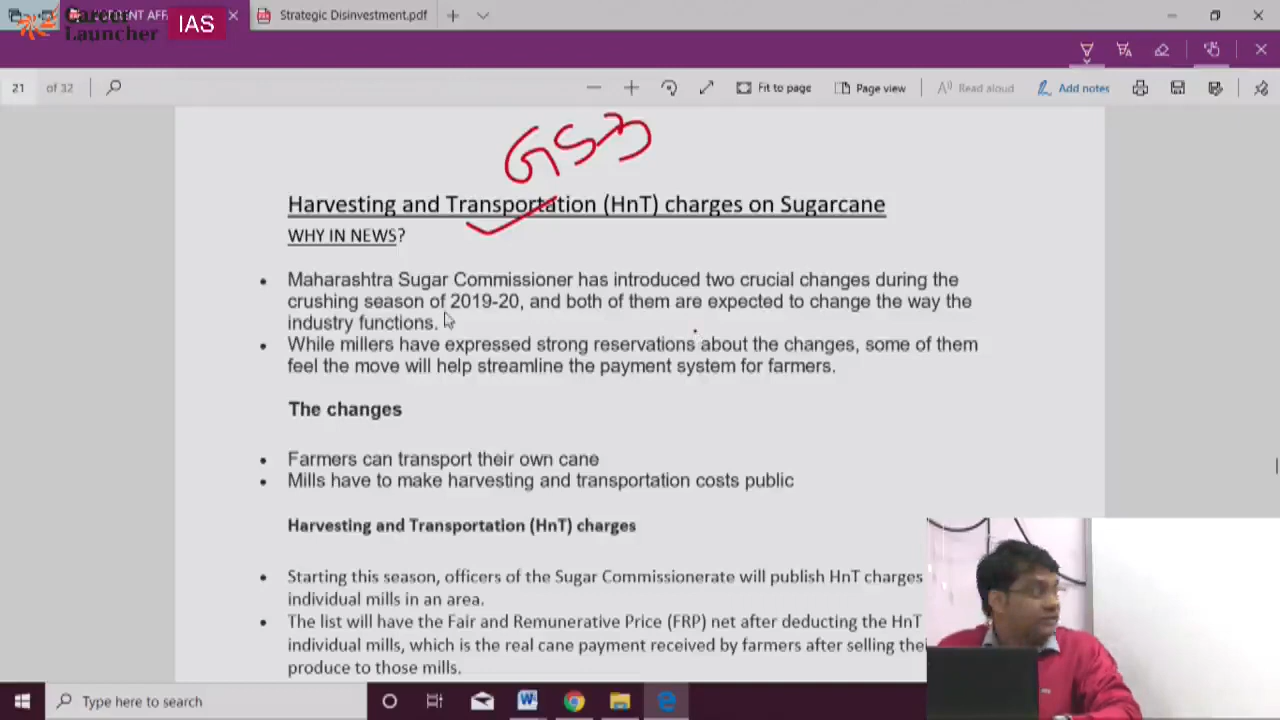 Career
Launcher
IAS
CURRENT AFF
Strategic Disinvestment.pdf
21 of 32
Fit to page
Page view
Read aloud
Add notes
GS3
Harvesting and Transportation (HnT) charges on Sugarcane
WHY IN NEWS?
• Maharashtra Sugar Commissioner has introduced two crucial changes during the
crushing season of 2019-20, and both of them are expected to change the way the
industry functions.
• While millers have expressed strong reservations about the changes, some of them
feel the move will help streamline the payment system for farmers.
The changes
• Farmers can transport their own cane
• Mills have to make harvesting and transportation costs public
Harvesting and Transportation (HnT) charges
• Starting this season, officers of the Sugar Commissionerate will publish HnT charges
individual mills in an area.
• The list will have the Fair and Remunerative Price (FRP) net after deducting the HnT
individual mills, which is the real cane payment received by farmers after selling thei
produce to those mills.
Type here to search